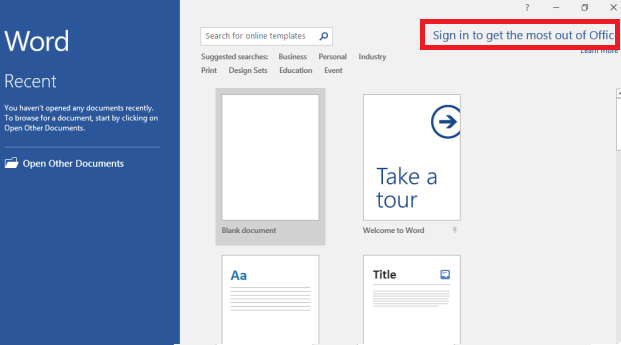 ?
Word
Search for online templates
Sign in to get the most out of Offic
Learn more
Suggested searches: Business Personal Industry
Print Design Sets Education Event
Recent
You haven't opened any documents recently.
To browse for a document, start by clicking on
Open Other Documents.
Open Other Documents
Take a
tour
Blank document
Welcome to Word
Aa
Title